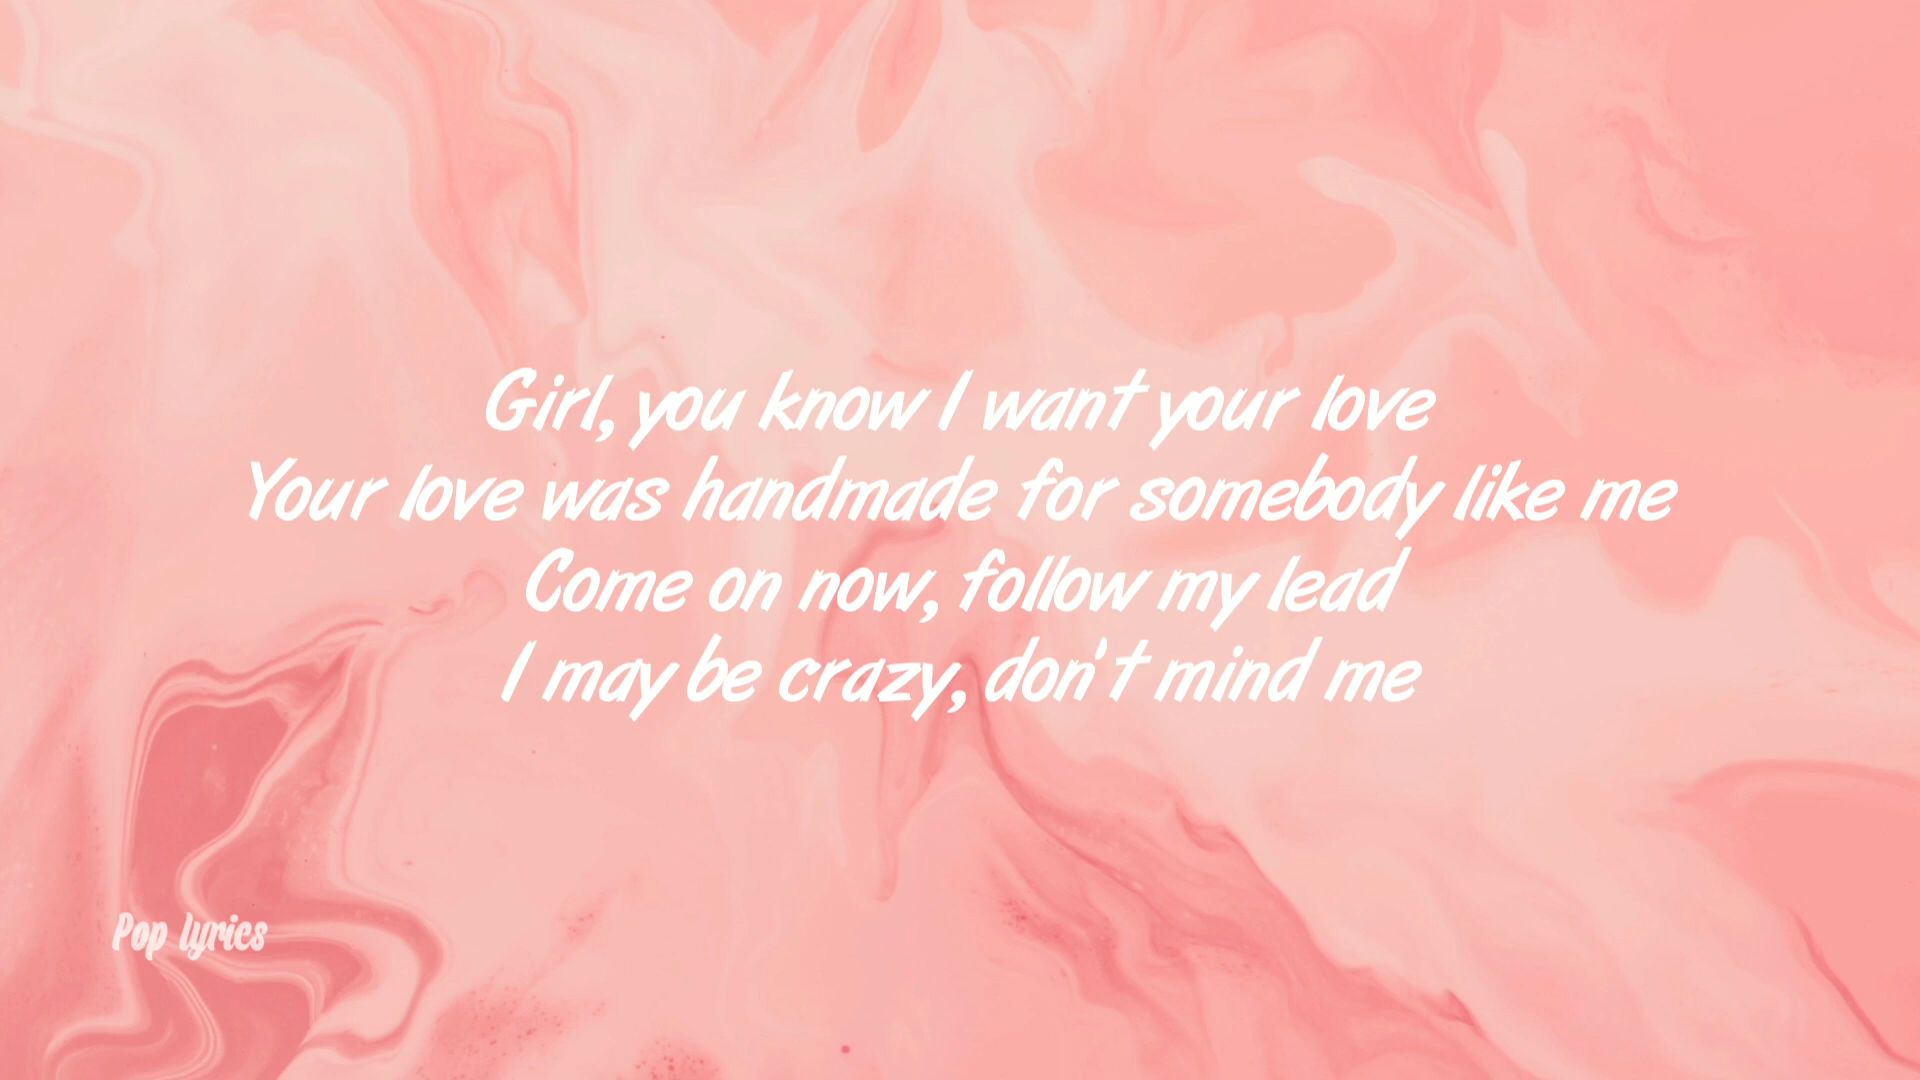 Girl, you know I want your love
Your love was handmade for somebody like me
Come on now, follow my lead
I may be crazy, don't mind me
Pop lyrics